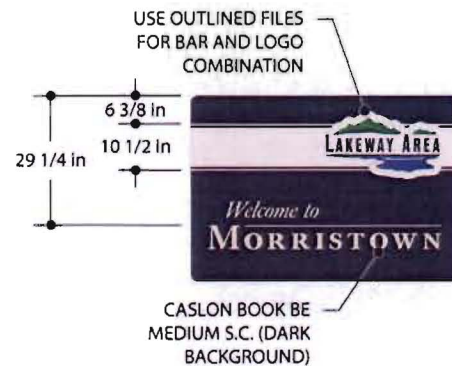 USE OUTLINED FILES
FOR BAR AND LOGO
COMBINATION
6 3/8 in
10 1/2 in
29 1/4 in
LAKEWAY AREA
Welcome to
MORRISTOWN
CASLON BOOK BE
MEDIUM S.C. (DARK
BACKGROUND)